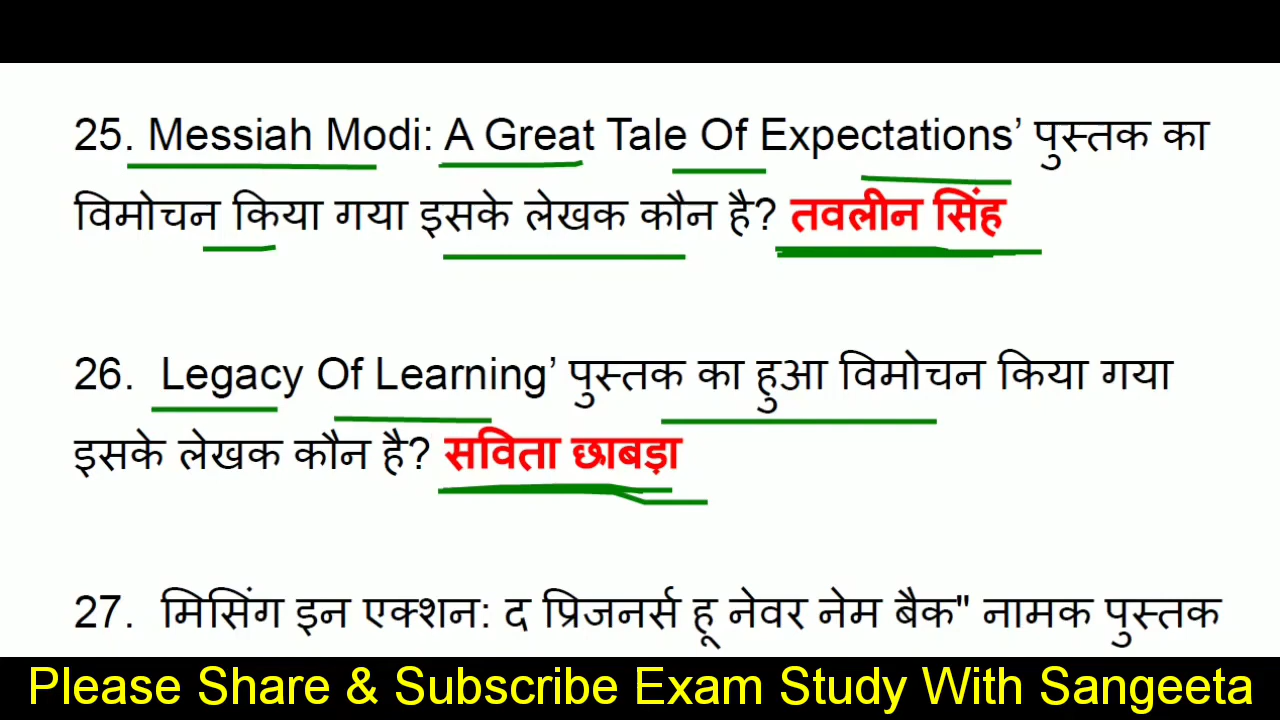 25. Messiah Modi: A Great Tale Of Expectations’ पुस्तक का
विमोचन किया गया इसके लेखक कौन है? तवलीन सिंह
26. Legacy Of Learning’ पुस्तक का हुआ विमोचन किया गया
इसके लेखक कौन है? सविता छाबड़ा
27. मिसिंग इन एक्शन: द प्रिजनर्स हू नेवर नेम बैक" नामक पुस्तक
Please Share & Subscribe Exam Study With Sangeeta